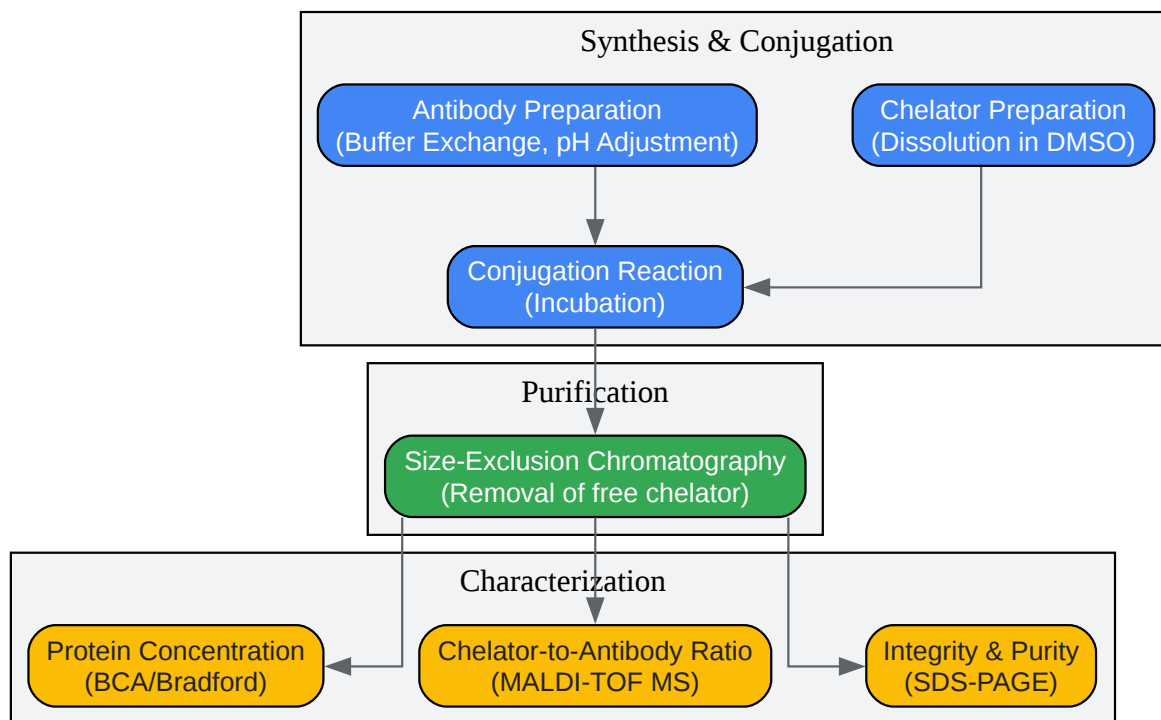 Synthesis & Conjugation
Antibody Preparation
(Buffer Exchange, pH Adjustment)
Chelator Preparation
(Dissolution in DMSO)
Conjugation Reaction
(Incubation)
Purification
Size-Exclusion Chromatography
(Removal of free chelator)
Characterization
Protein Concentration
(BCA/Bradford)
Chelator-to-Antibody Ratio
(MALDI-TOF MS)
Integrity & Purity
(SDS-PAGE)